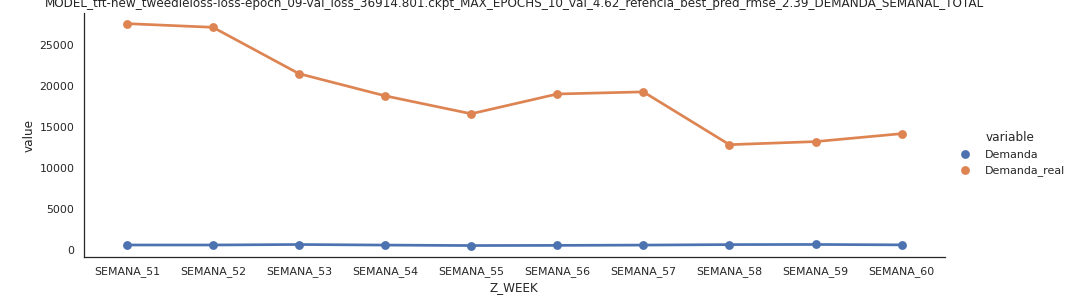 MODEL_tft-new_tweedieloss-loss-epoch_09-val_loss_36914.801.ckpt_MAX_EPOCHS_10_val_4.62_refencia_best_pred_rmse_2.39_DEMANDA_SEMANAL_TOTAL
25000
20000
15000
10000
5000
0
value
SEMANA_51 SEMANA_52 SEMANA_53 SEMANA_54 SEMANA_55 SEMANA_56 SEMANA_57 SEMANA_58 SEMANA_59 SEMANA_60
Z_WEEK
variable
Demanda
Demanda_real